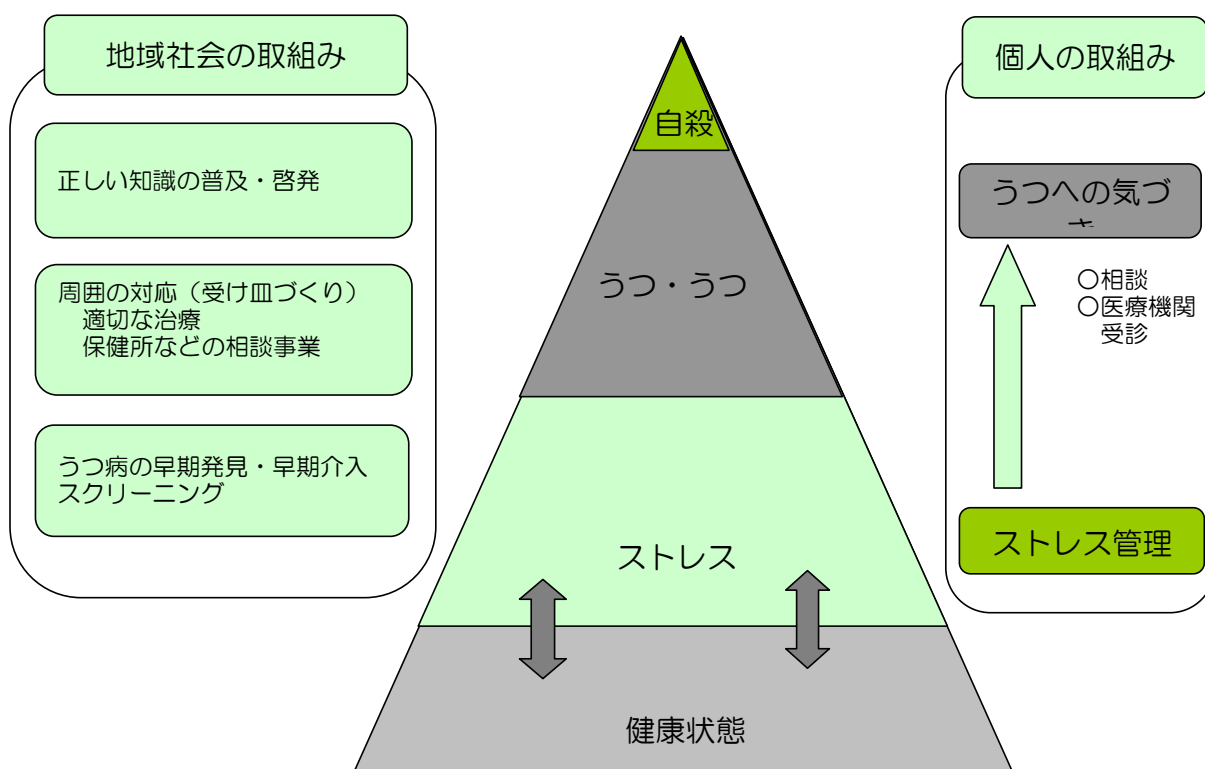 地域社会の取組み
正しい知識の普及・啓発
周囲の対応（受け皿づくり）
適切な治療
保健所などの相談事業
うつ病の早期発見・早期介入
スクリーニング
自殺
うつ・うつ
ストレス
健康状態
個人の取組み
うつへの気づ
○相談
○医療機関
受診
ストレス管理